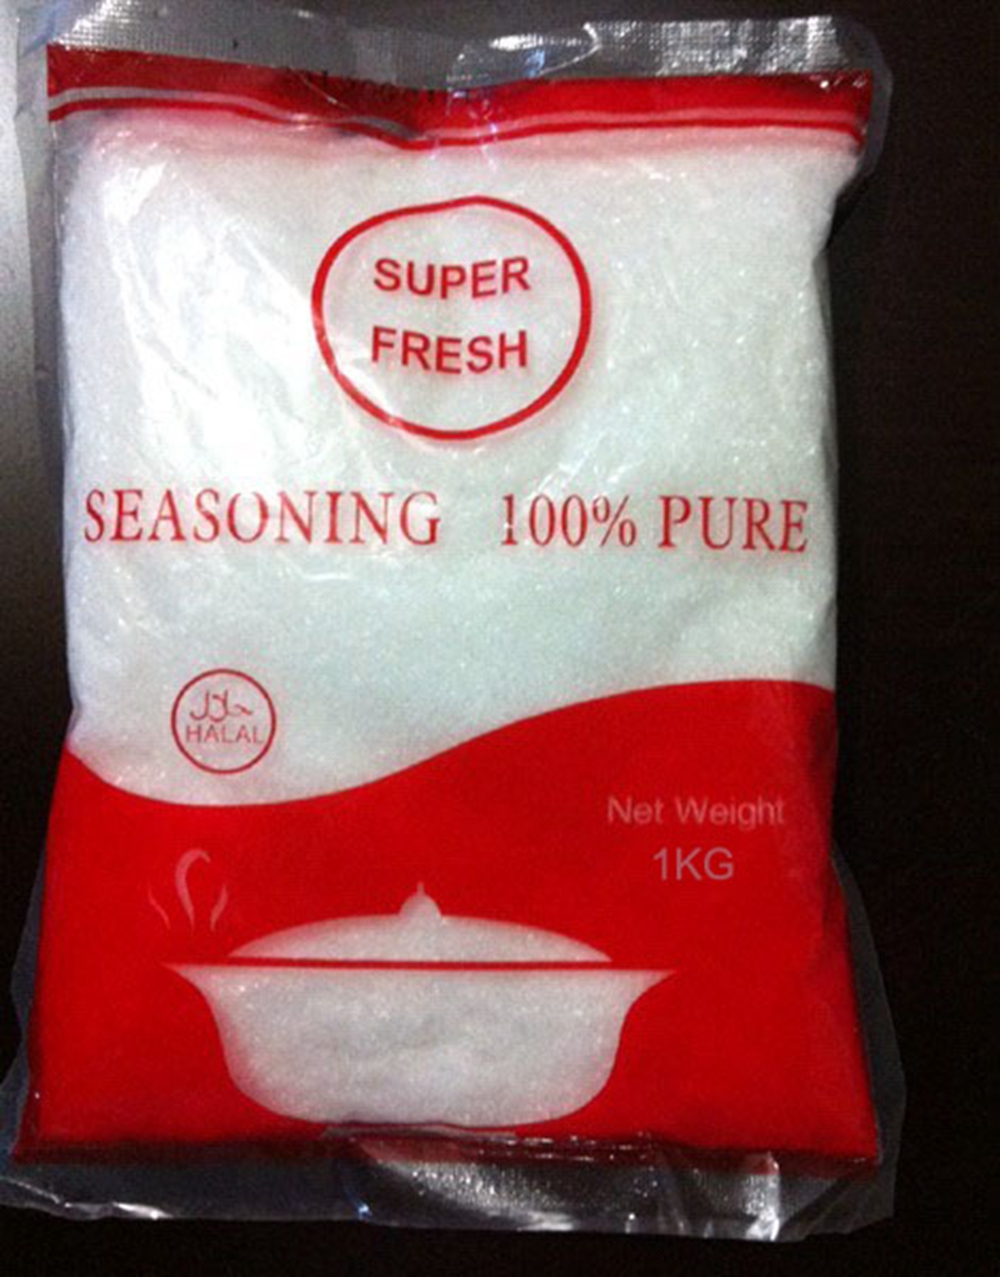 SUPER
FRESH
SEASONING 100% PURE
حلال
HALAL
Net Weight
1KG